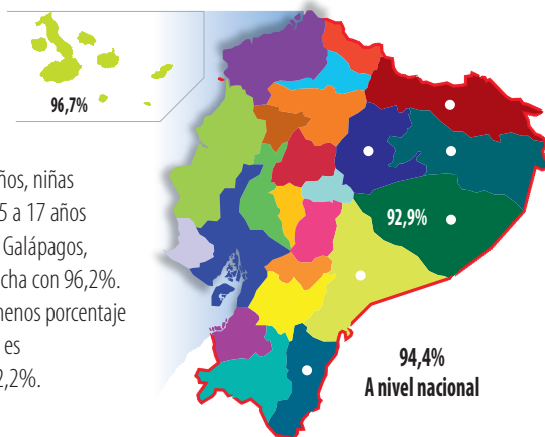 96,7%
ños, niñas
5 a 17 años
Galápagos,
cha con 96,2%.
menos porcentaje
es
2,2%.
92,9%
94,4%
A nivel nacional